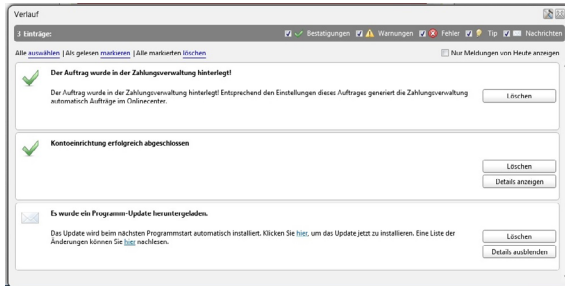 Verlauf
3 Einträge:
Bestätigungen Warnungen Fehler Tip Nachrichten
Alle auswählen | Als gelesen markieren | Alle markierten löschen
Nur Meldungen von Heute anzeigen
Der Auftrag wurde in der Zahlungsverwaltung hinterlegt!
Der Auftrag wurde in der Zahlungsverwaltung hinterlegt! Entsprechend den Einstellungen dieses Auftrages generiert die Zahlungsverwaltung
automatisch Aufträge im Onlinecenter.
Löschen
Kontoeinrichtung erfolgreich abgeschlossen
Löschen
Details anzeigen
Es wurde ein Programm-Update heruntergeladen.
Das Update wird beim nächsten Programmstart automatisch installiert. Klicken Sie hier, um das Update jetzt zu installieren. Eine Liste der
Änderungen können Sie hier nachlesen.
Löschen
Details ausblenden